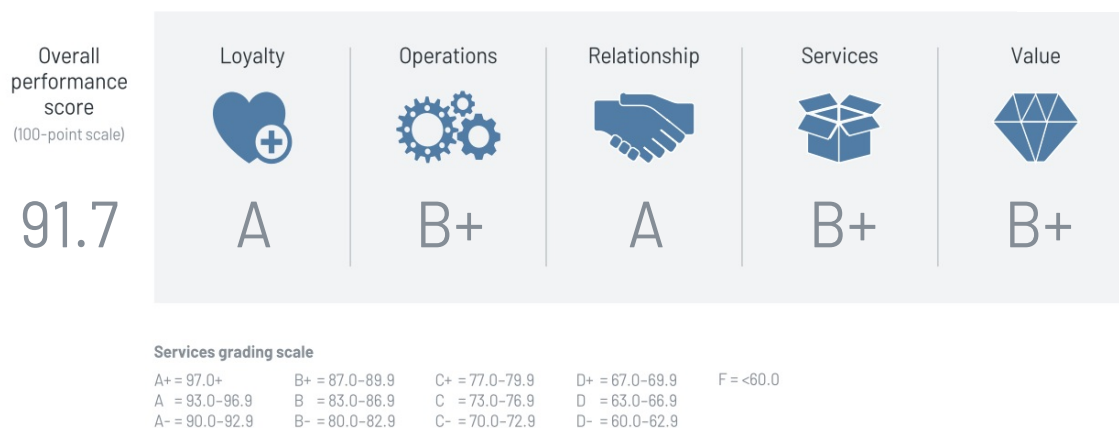 Overall
performance
score
(100-point scale)
91.7
Loyalty
A
Operations
B+
Relationship
A
Services
B+
Value
B+
Services grading scale
A+ = 97.0+
A = 93.0-96.9
A- = 90.0-92.9
B+ = 87.0-89.9
B = 83.0-86.9
B- = 80.0-82.9
C+ = 77.0-79.9
C = 73.0-76.9
C- = 70.0-72.9
D+ = 67.0-69.9
D = 63.0-66.9
D- = 60.0-62.9
F = <60.0